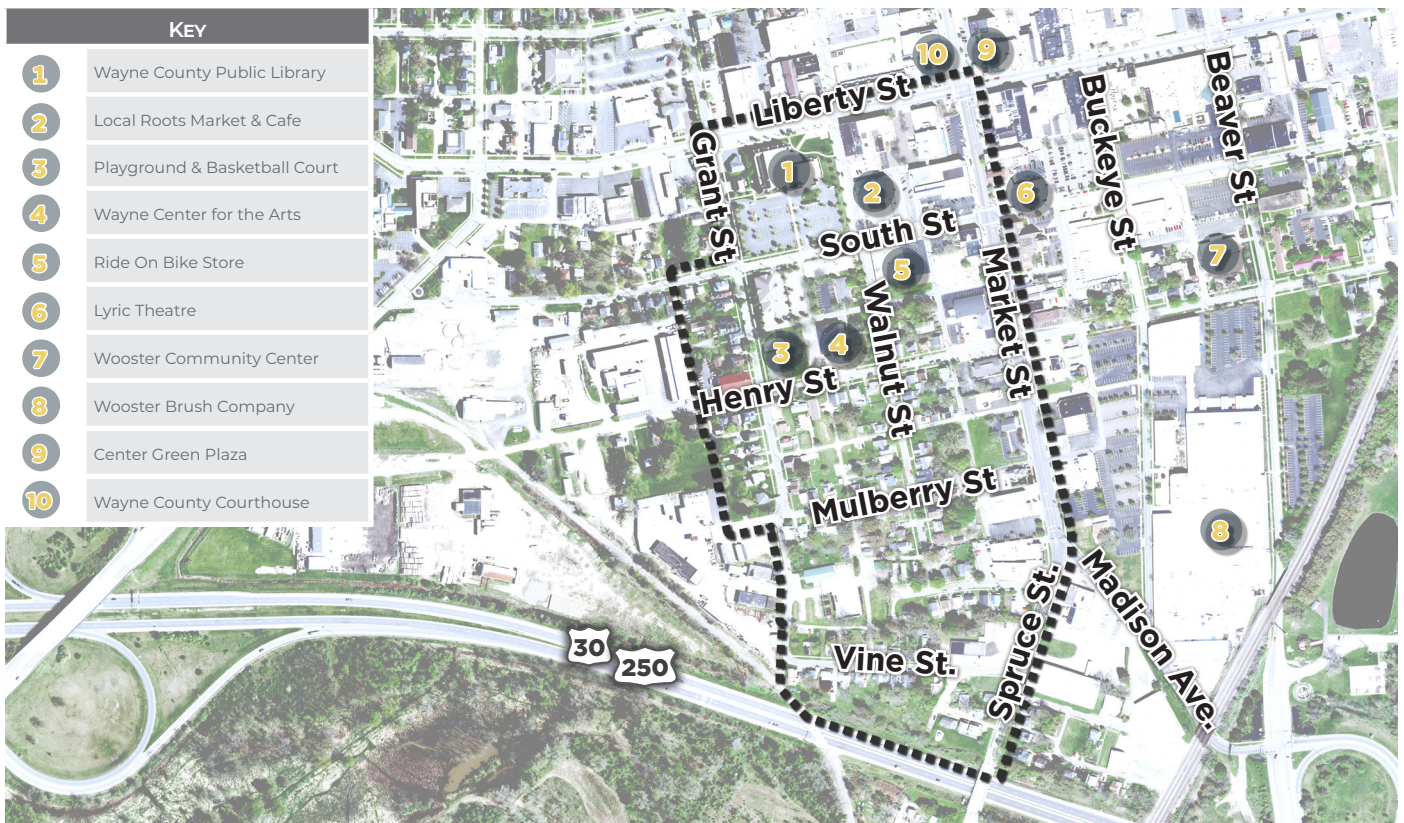 KEY
1 Wayne County Public Library
2 Local Roots Market & Cafe
3 Playground & Basketball Court
4 Wayne Center for the Arts
5 Ride On Bike Store
6 Lyric Theatre
7 Wooster Community Center
8 Wooster Brush Company
9 Center Green Plaza
10 Wayne County Courthouse
10
9
Liberty St
Buckeye St
Beaver St
Grant St
1
2
6
South St
7
5
Market St
Walnut St
3
4
Henry St
Mulberry St
8
Spruce St.
Madison Ave.
30
250
Vine St.